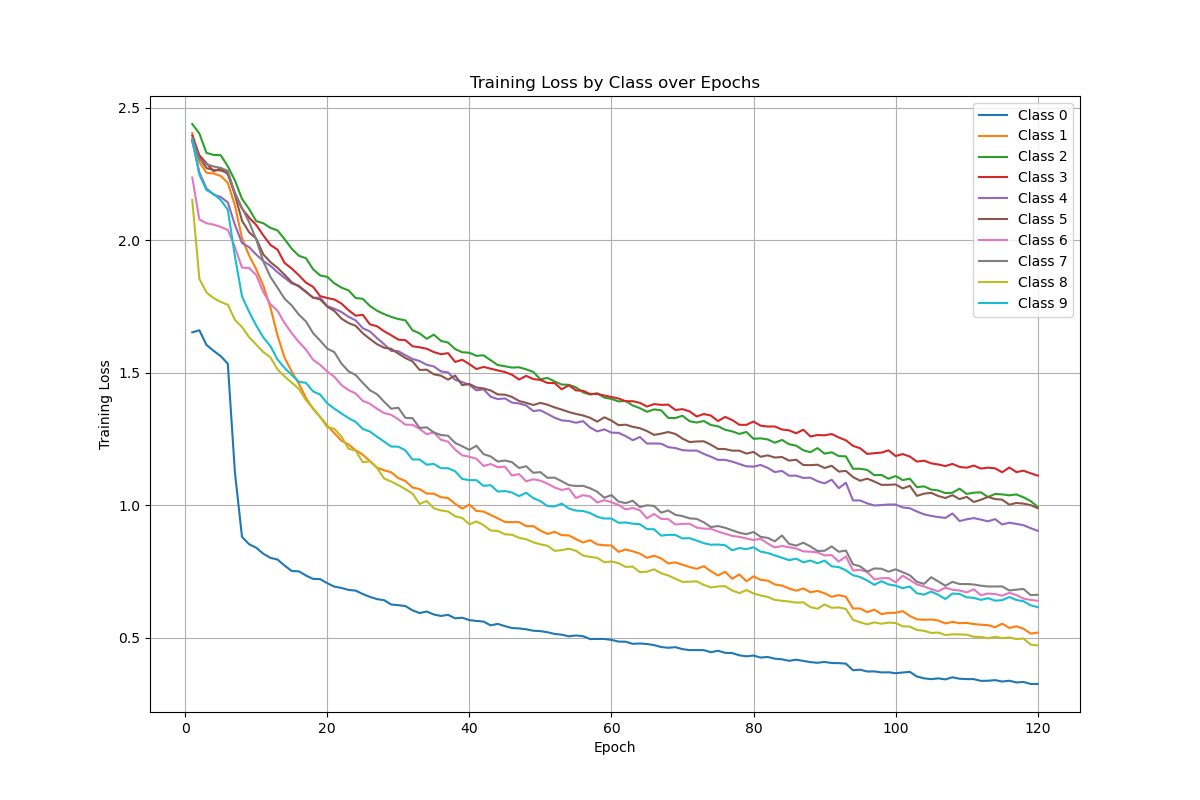 Training Loss by Class over Epochs
2.5
2.0
1.5
1.0
0.5
Training Loss
0
20
40
60
80
100
120
Epoch
Class 0
Class 1
Class 2
Class 3
Class 4
Class 5
Class 6
Class 7
Class 8
Class 9